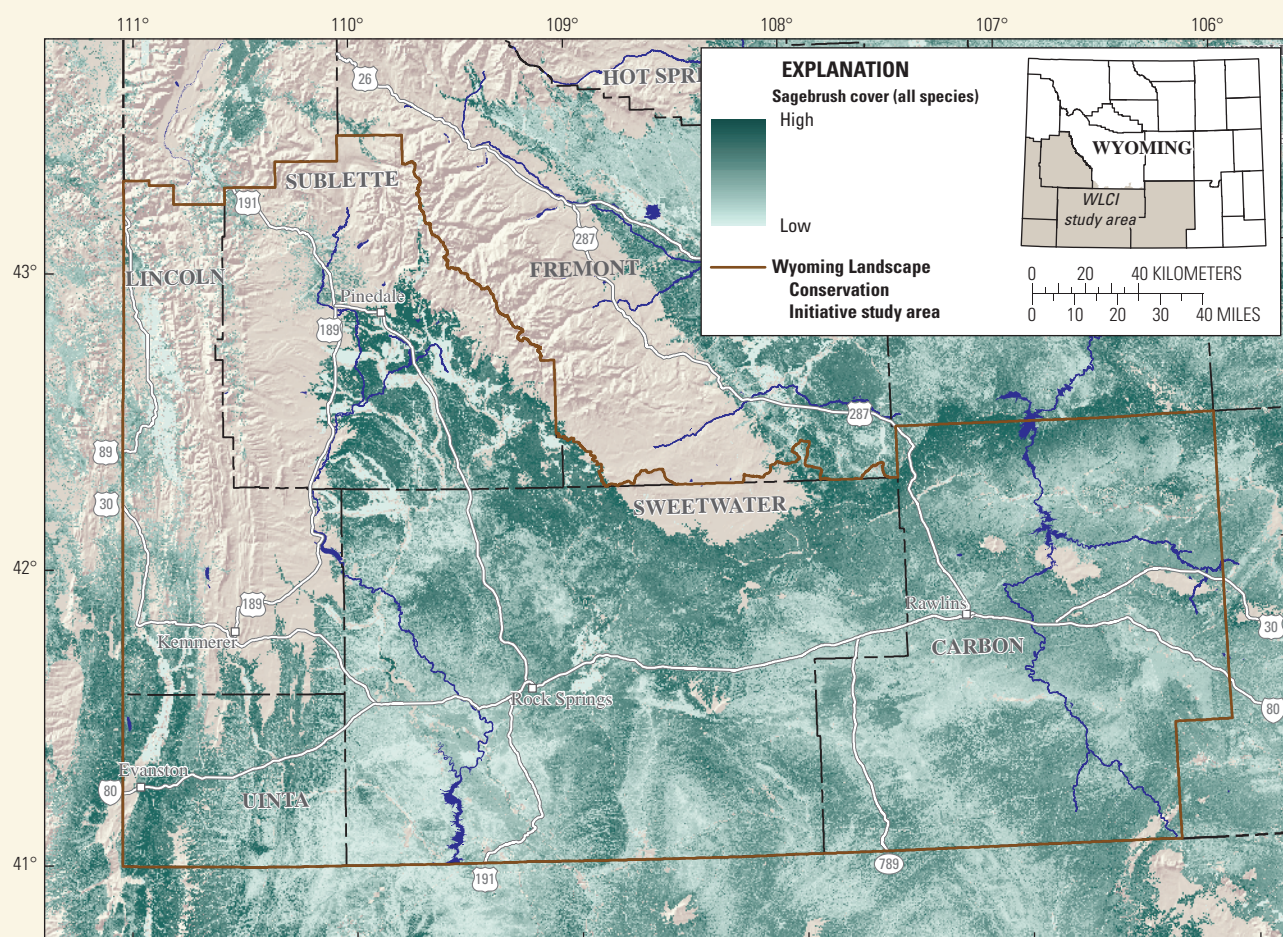 111°
110°
109°
108°
107°
106°
43°
42°
41°
EXPLANATION
Sagebrush cover (all species)
High
Low
Wyoming Landscape
Conservation
Initiative study area
WYOMING
WLCI
study area
0 20 40 KILOMETERS
0 10 20 30 40 MILES
HOT SPRI
26
SUBLETTE
191
287
LINCOLN
FREMONT
Pinedale
189
287
89
30
SWEETWATER
189
Kemmerer
Rawlins
30
CARBON
Rock Springs
80
Evanston
80
UINTA
191
789